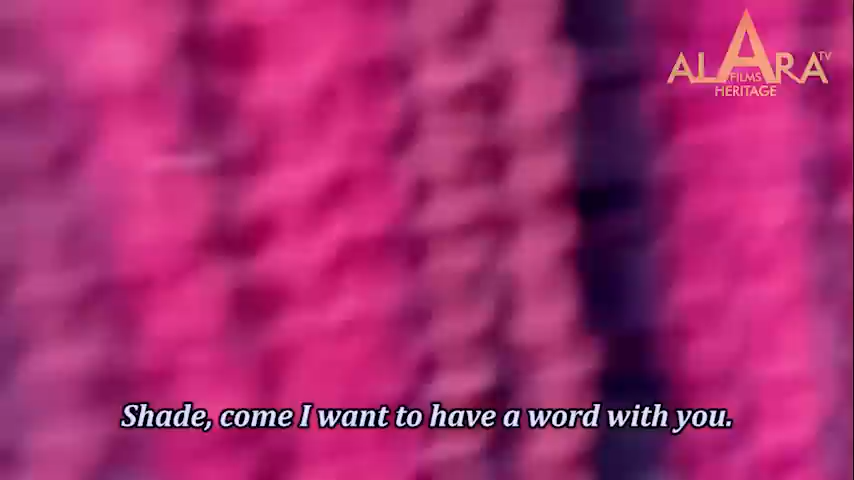 ALARA TV
FILMS
HERITAGE
Shade, come I want to have a word with you.